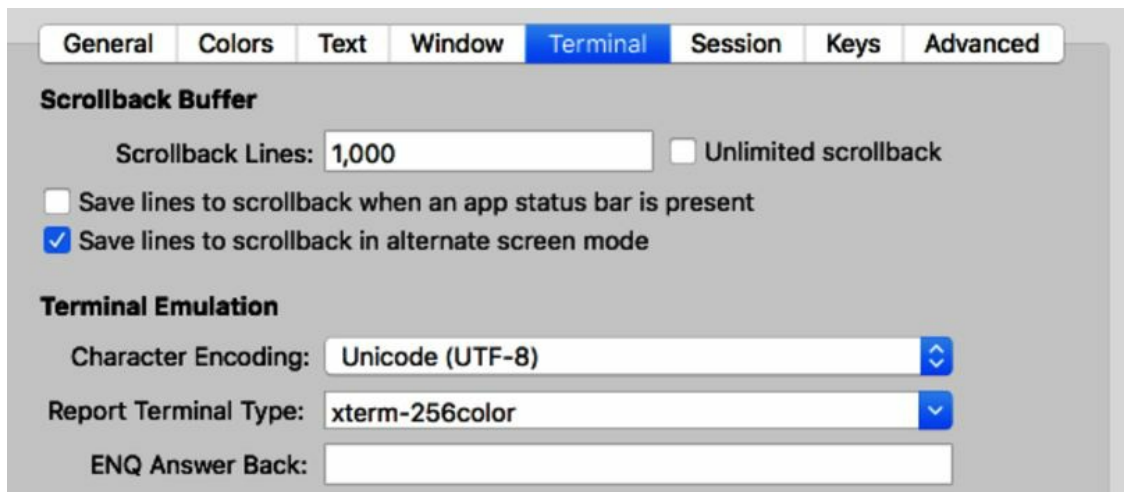 General Colors Text Window Terminal Session Keys Advanced
Scrollback Buffer
Scrollback Lines: 1,000 Unlimited scrollback
Save lines to scrollback when an app status bar is present
Save lines to scrollback in alternate screen mode
Terminal Emulation
Character Encoding: Unicode (UTF-8)
Report Terminal Type: xterm-256color
ENQ Answer Back: